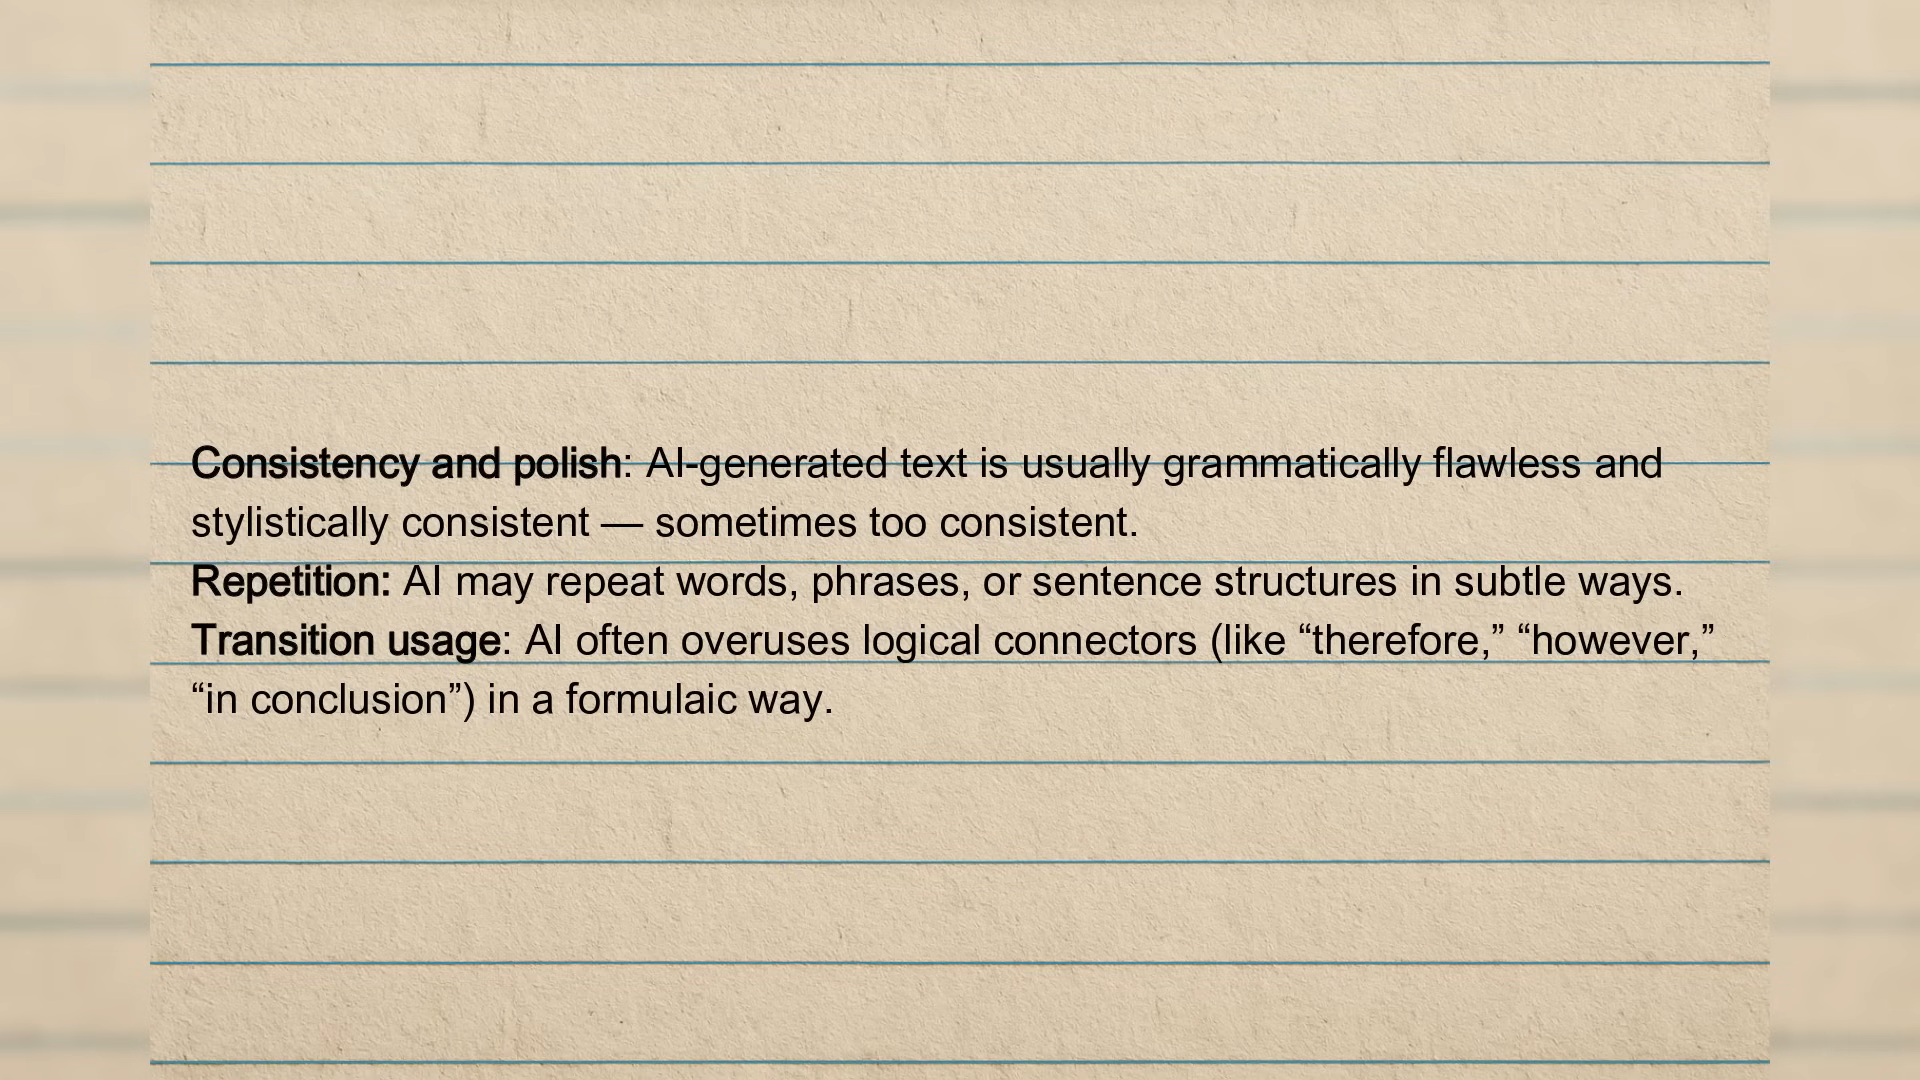 Consistency and polish: AI-generated text is usually grammatically flawless and
stylistically consistent — sometimes too consistent.
Repetition: AI may repeat words, phrases, or sentence structures in subtle ways.
Transition usage: AI often overuses logical connectors (like “therefore,” “however,”
“in conclusion”) in a formulaic way.